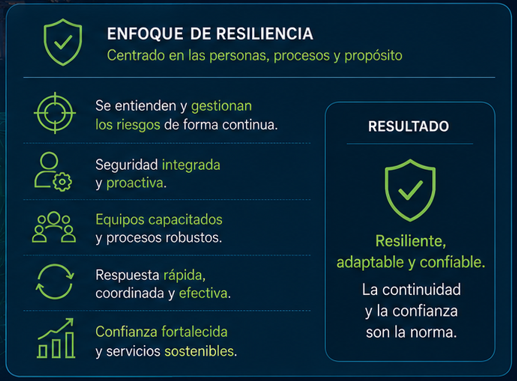 ENFOQUE DE RESILIENCIA
Centrado en las personas, procesos y propósito
Se entienden y gestionan
los riesgos de forma continua.
Seguridad integrada
y proactiva.
Equipos capacitados
y procesos robustos.
Respuesta rápida,
coordinada y efectiva.
Confianza fortalecida
y servicios sostenibles.
RESULTADO
Resiliente,
adaptable y confiable.
La continuidad
y la confianza
son la norma.